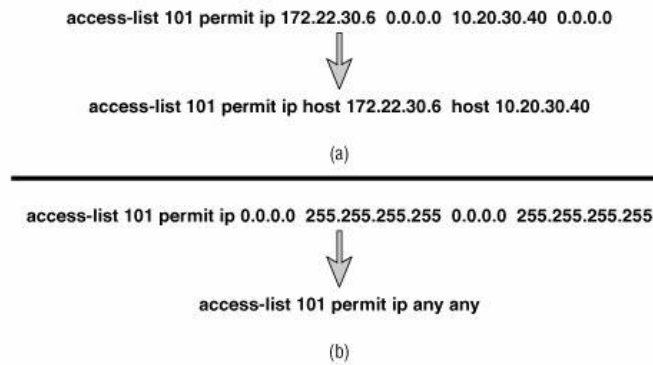 access-list 101 permit ip 172.22.30.6 0.0.0.0 10.20.30.40 0.0.0.0
access-list 101 permit ip host 172.22.30.6 host 10.20.30.40
(a)
access-list 101 permit ip 0.0.0.0 255.255.255.255 0.0.0.0 255.255.255.255
access-list 101 permit ip any any
(b)